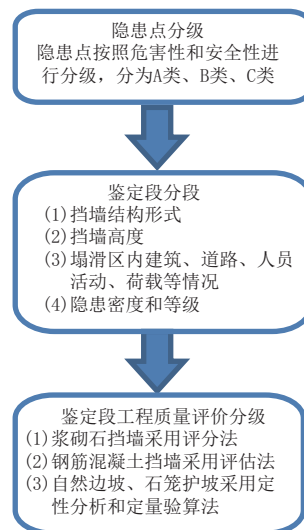 隐患点分级
隐患点按照危害性和安全性进
行分级，分为A类、B类、C类
鉴定段分段
(1)挡墙结构形式
(2)挡墙高度
(3)塌滑区内建筑、道路、人员
活动、荷载等情况
(4)隐患密度和等级
鉴定段工程质量评价分级
(1)浆砌石挡墙采用评分法
(2)钢筋混凝土挡墙采用评估法
(3)自然边坡、石笼护坡采用定
性分析和定量验算法